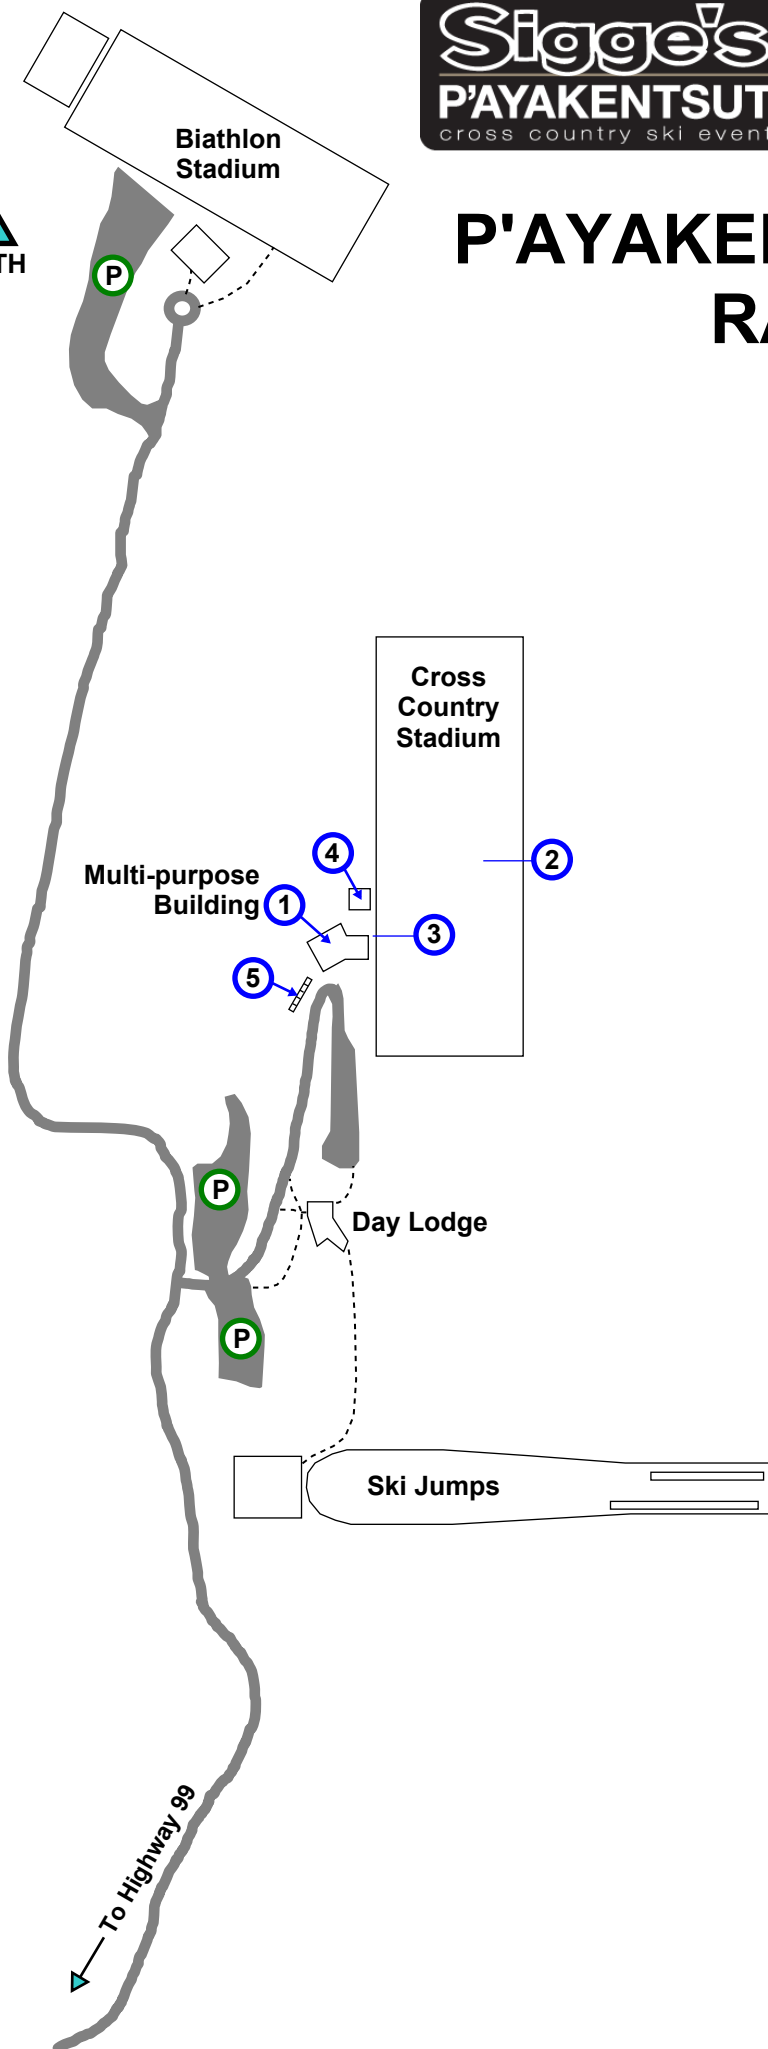 Sigge's
P'AYAKENTSUT
cross country ski event
P'AYAKE
RA
TH
Biathlon
Stadium
P
Cross
Country
Stadium
4
2
Multi-purpose
Building
1
3
5
P
Day Lodge
P
Ski Jumps
To Highway 99